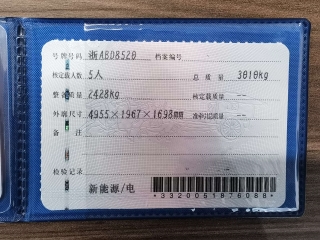 号牌号码 浙ABD8520 档案编号
核定载人数 5人 总质量 3010kg
整备质量 2428kg 核定载质量 --
外廓尺寸 4955×1967×1698mm 准牵引总质量 --
备注
检验记录
新能源/电
*3320061876088*